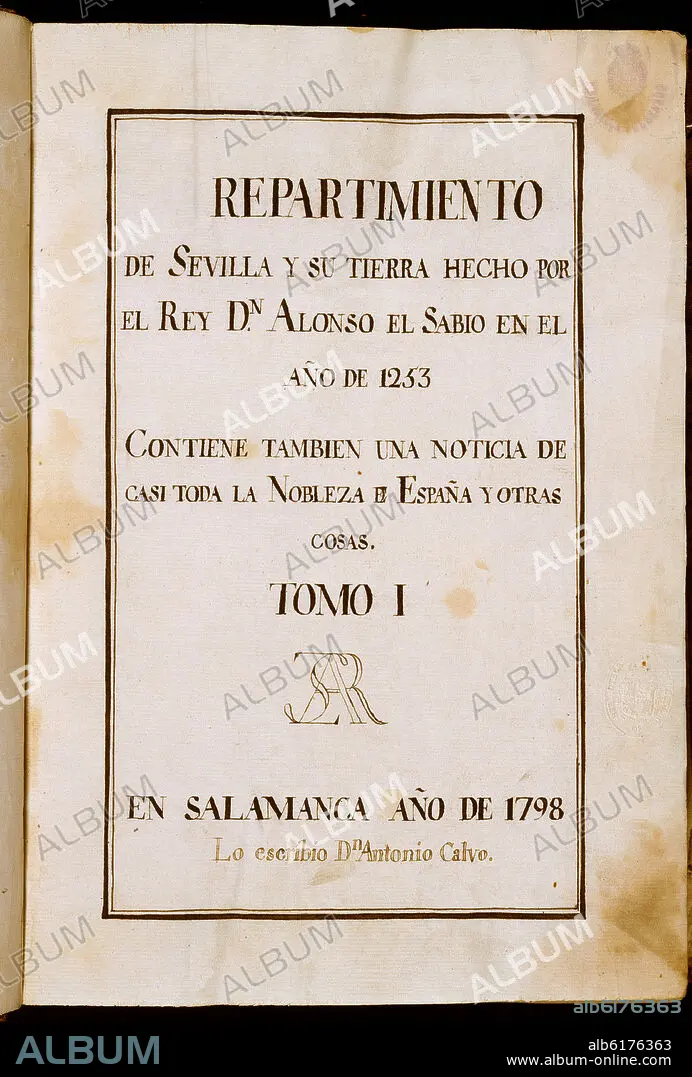 REPARTIMIENTO
DE SEVILLA Y SU TIERRA HECHO POR
EL REY D.N ALONSO EL SABIO EN EL
AÑO DE 1253
CONTIENE TAMBIEN UNA NOTICIA DE
CASI TODA LA NOBLEZA DE ESPAÑA Y OTRAS
COSAS.
TOMO I
EN SALAMANCA AÑO DE 1798
Lo escribio Dn Antonio Calvo.
ALBUM
alb6176363
alb6176363
www.album-online.com